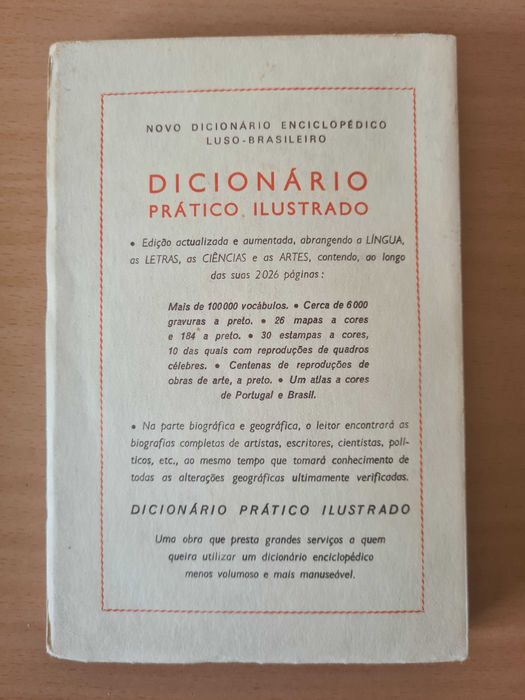 NOVO DICIONÁRIO ENCICLOPÉDICO
LUSO-BRASILEIRO
DICIONÁRIO
PRÁTICO ILUSTRADO
• Edição actualizada e aumentada, abrangendo a LÍNGUA,
as LETRAS, as CIÊNCIAS e as ARTES, contendo, ao longo
das suas 2026 páginas:
Mais de 100000 vocábulos. • Cerca de 6000
gravuras a preto. • 26 mapas a cores
e 184 a preto. • 30 estampas a cores,
10 das quais com reproduções de quadros
célebres. • Centenas de reproduções de
obras de arte, a preto. • Um atlas a cores
de Portugal e Brasil.
• Na parte biográfica e geográfica, o leitor encontrará as
biografias completas de artistas, escritores, cientistas, polí-
ticos, etc., ao mesmo tempo que tomará conhecimento de
todas as alterações geográficas ultimamente verificadas.
DICIONÁRIO PRÁTICO ILUSTRADO
Uma obra que presta grandes serviços a quem
queira utilizar um dicionário enciclopédico
menos volumoso e mais manuseável.